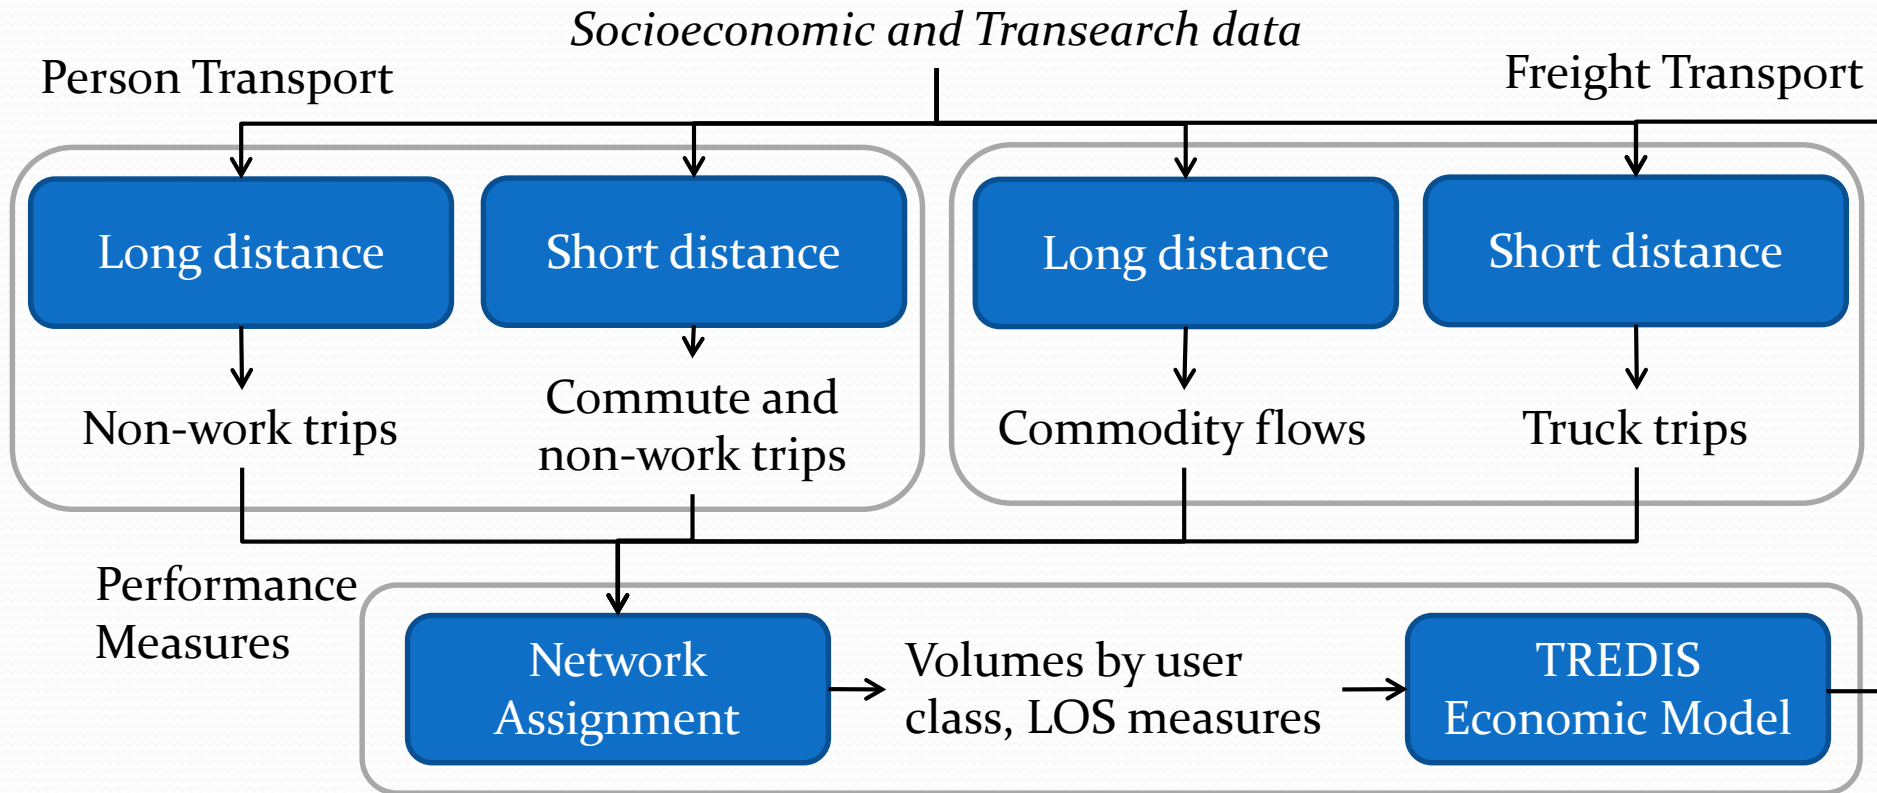 Socioeconomic and Transearch data
Person Transport
Freight Transport
Long distance
Short distance
Long distance
Short distance
Non-work trips
Commute and
non-work trips
Commodity flows
Truck trips
Performance
Measures
Network
Assignment
Volumes by user
class, LOS measures
TREDIS
Economic Model